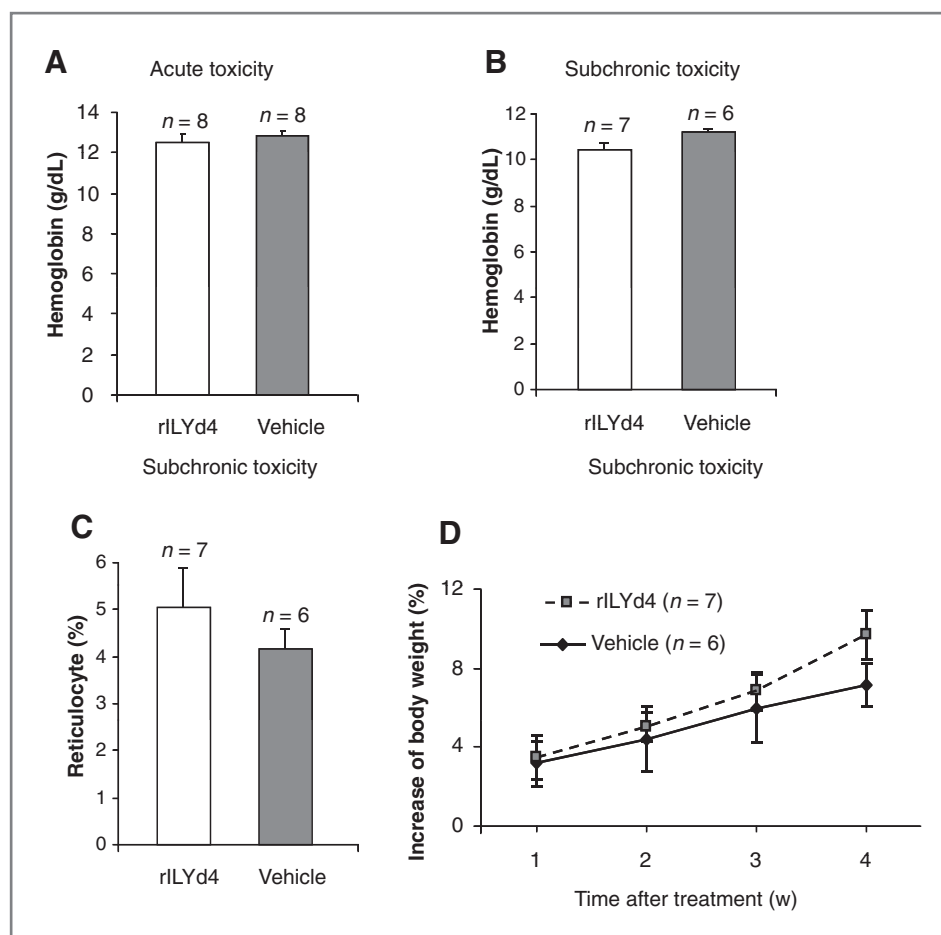 A
Acute toxicity
Hemoglobin (g/dL)
14
12
10
8
6
4
2
0
n = 8
n = 8
rILYd4
Vehicle
B
Subchronic toxicity
Hemoglobin (g/dL)
12
10
8
6
4
2
0
n = 7
n = 6
rILYd4
Vehicle
C
Subchronic toxicity
Reticulocyte (%)
6
5
4
3
2
1
0
n = 7
n = 6
rILYd4
Vehicle
D
Subchronic toxicity
Increase of body weight (%)
12
8
4
0
rILYd4 (n = 7)
Vehicle (n = 6)
1 2 3 4
Time after treatment (w)